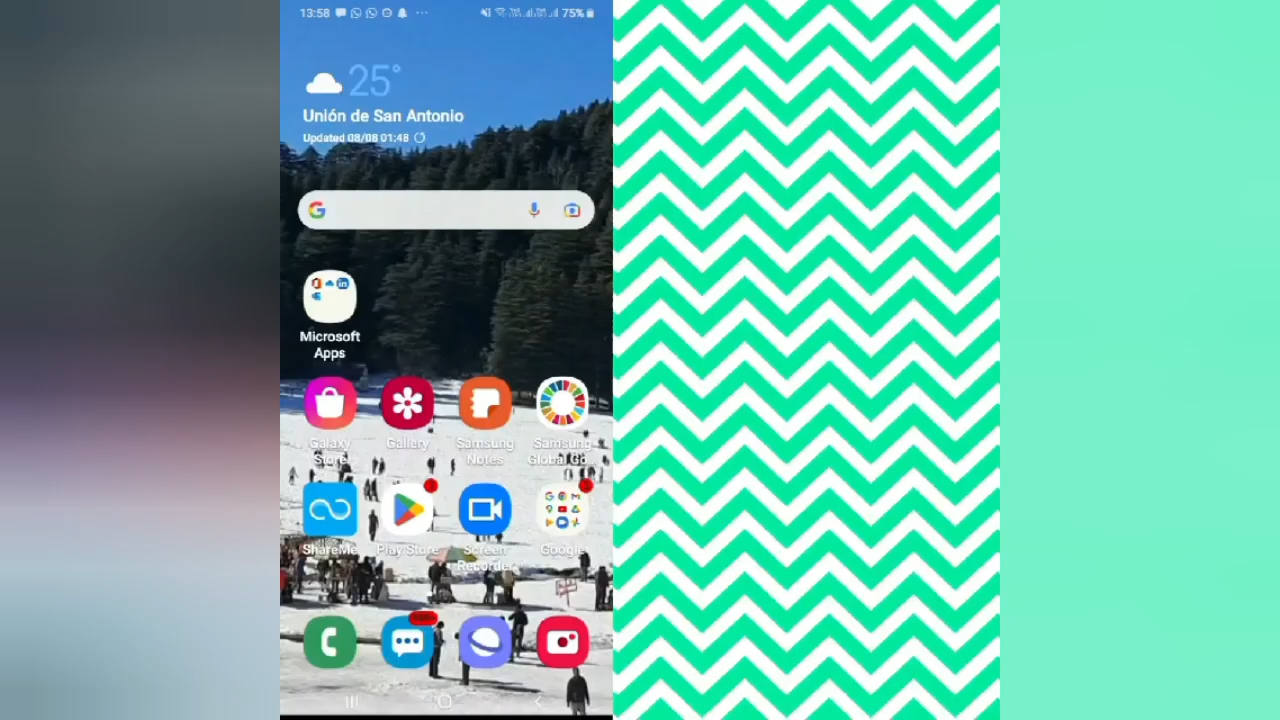 13:58
75%
25°
Unión de San Antonio
Updated 08/08 01:48
Microsoft
Apps
Galaxy
Store
Gallery
Samsung
Notes
Samsung
Global Go..
ShareMe
Play Store
Screen
Recorder
Google